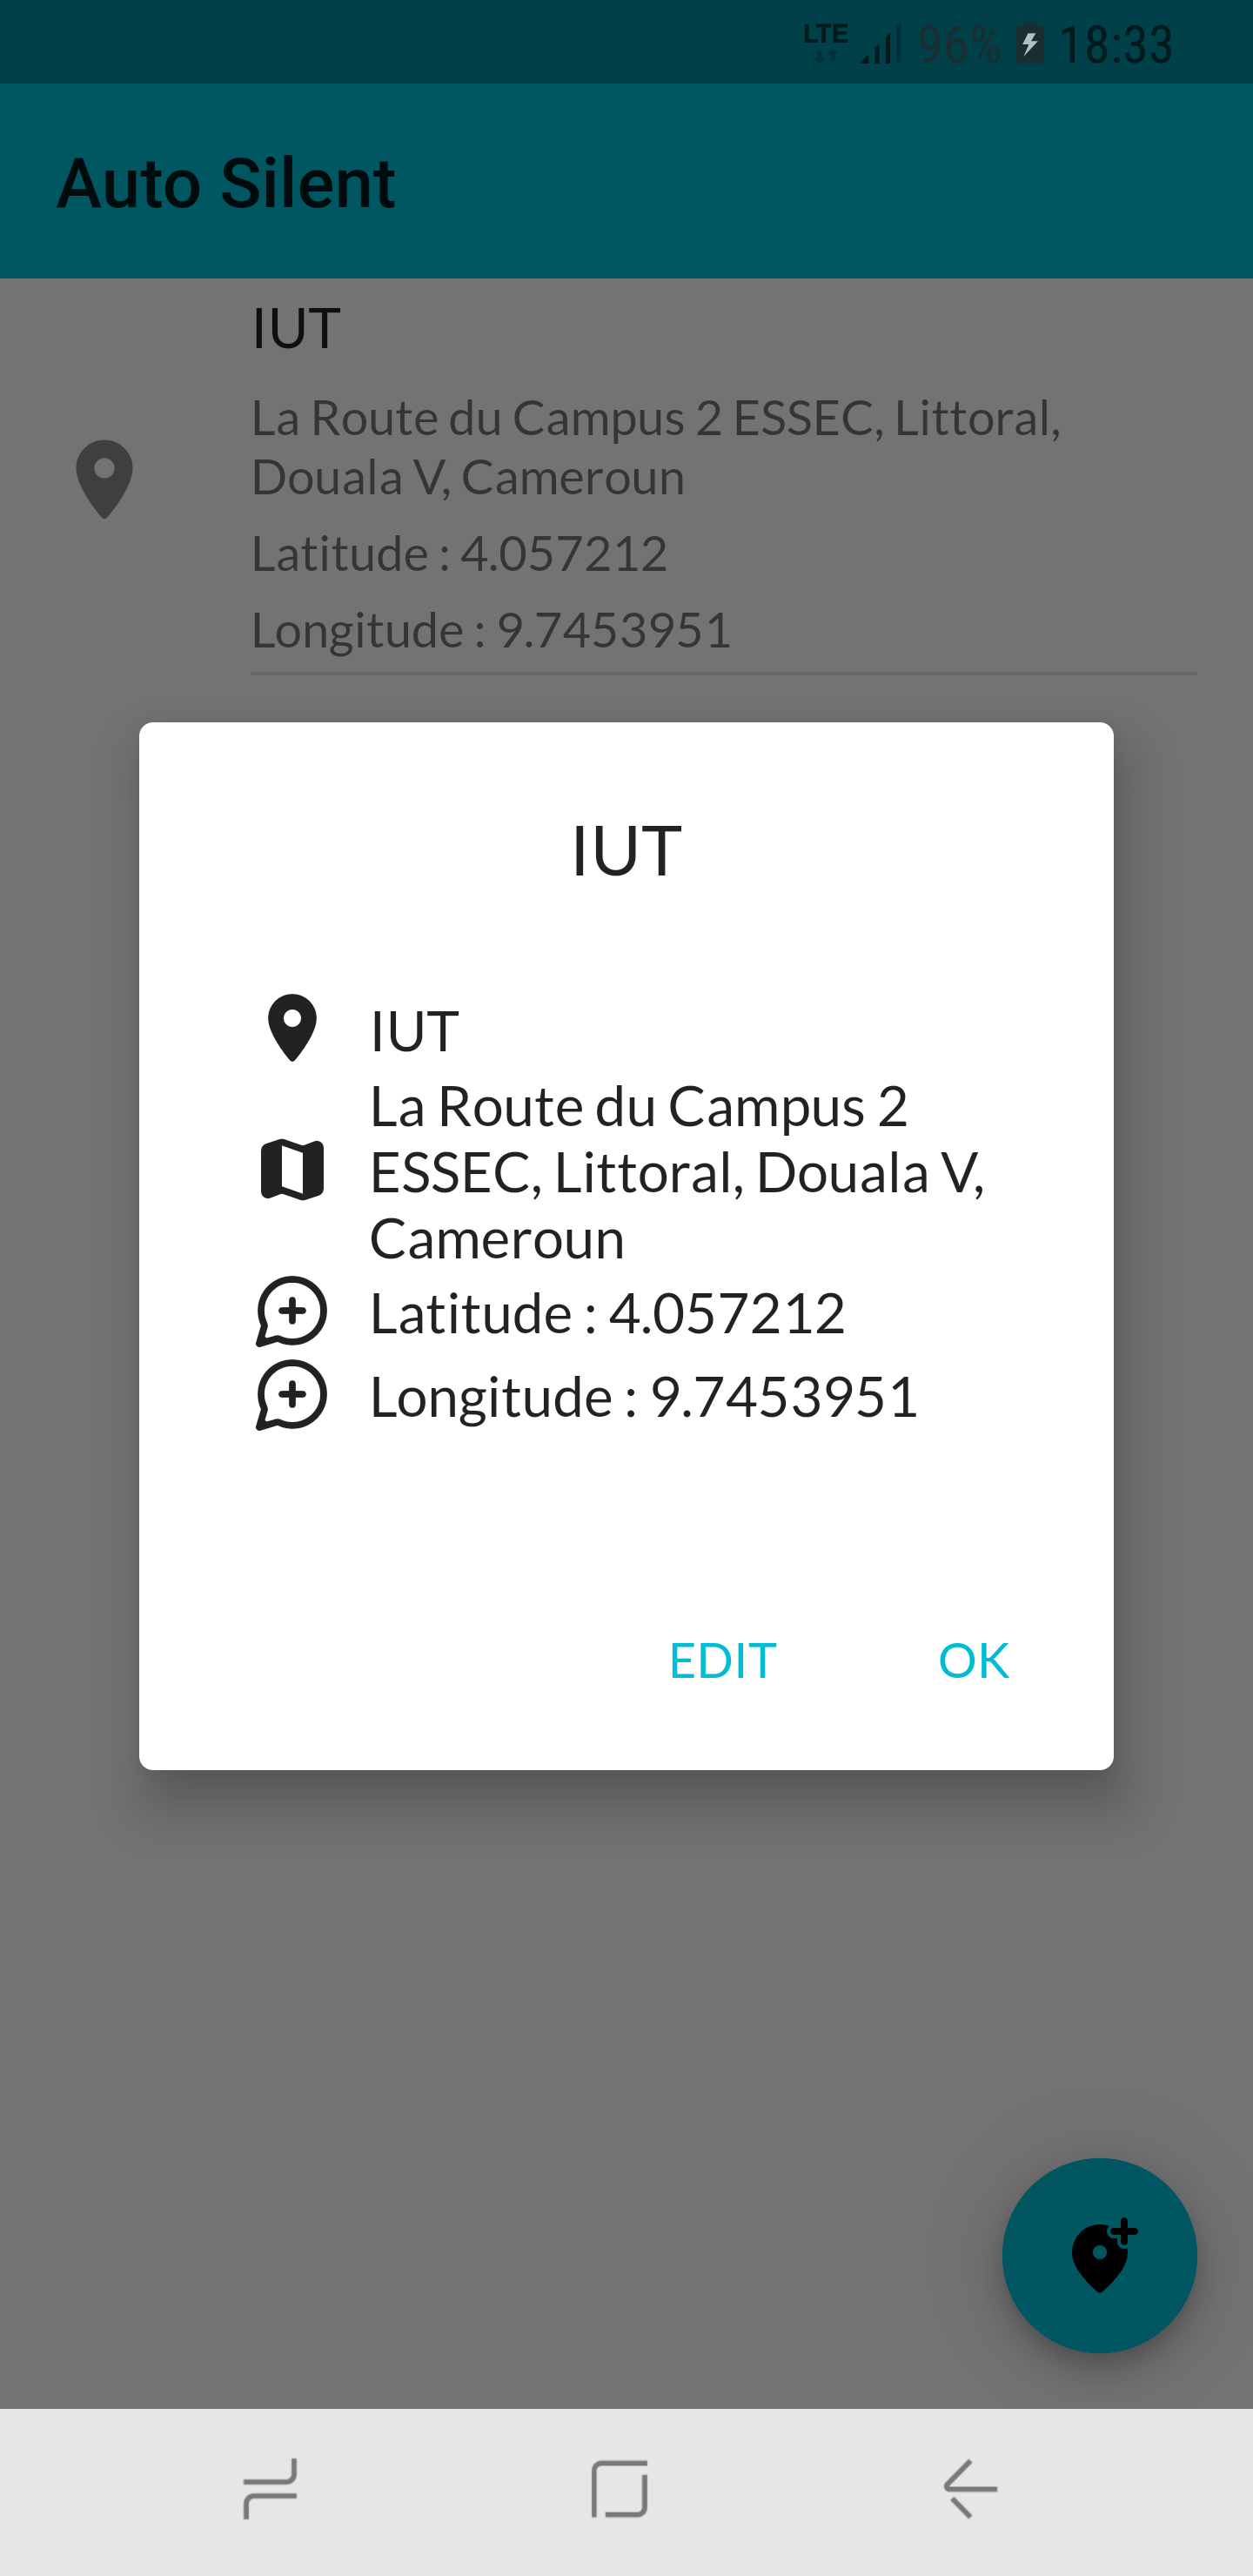 LTE 96% 18:33
Auto Silent
IUT
La Route du Campus 2 ESSEC, Littoral,
Douala V, Cameroun
Latitude : 4.057212
Longitude : 9.7453951
IUT
IUT
La Route du Campus 2
ESSEC, Littoral, Douala V,
Cameroun
Latitude : 4.057212
Longitude : 9.7453951
EDIT OK